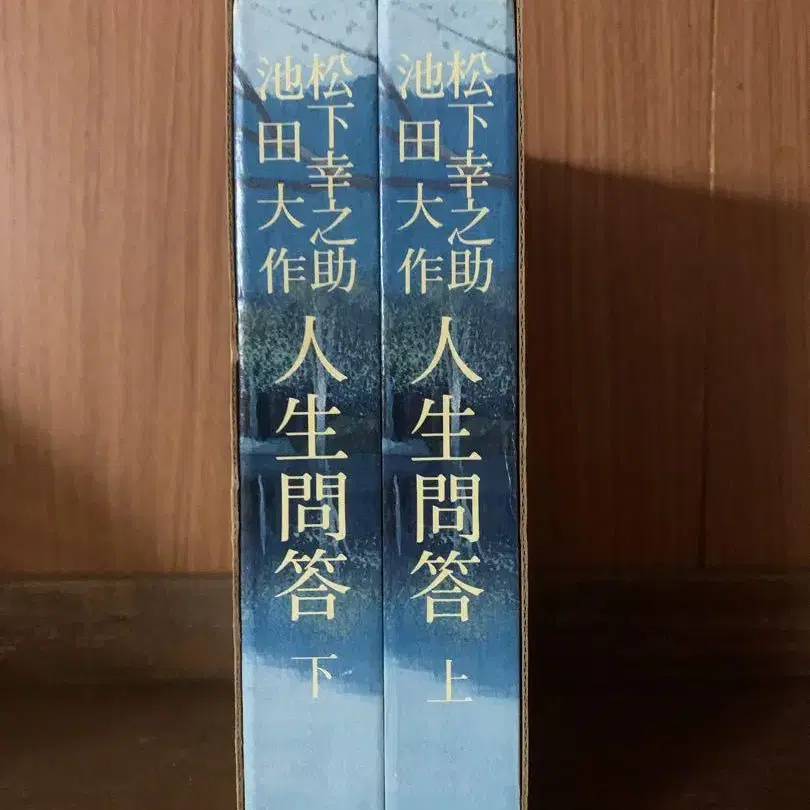 松下幸之助
池田大作
人生問答
上
松下幸之助
池田大作
人生問答
下